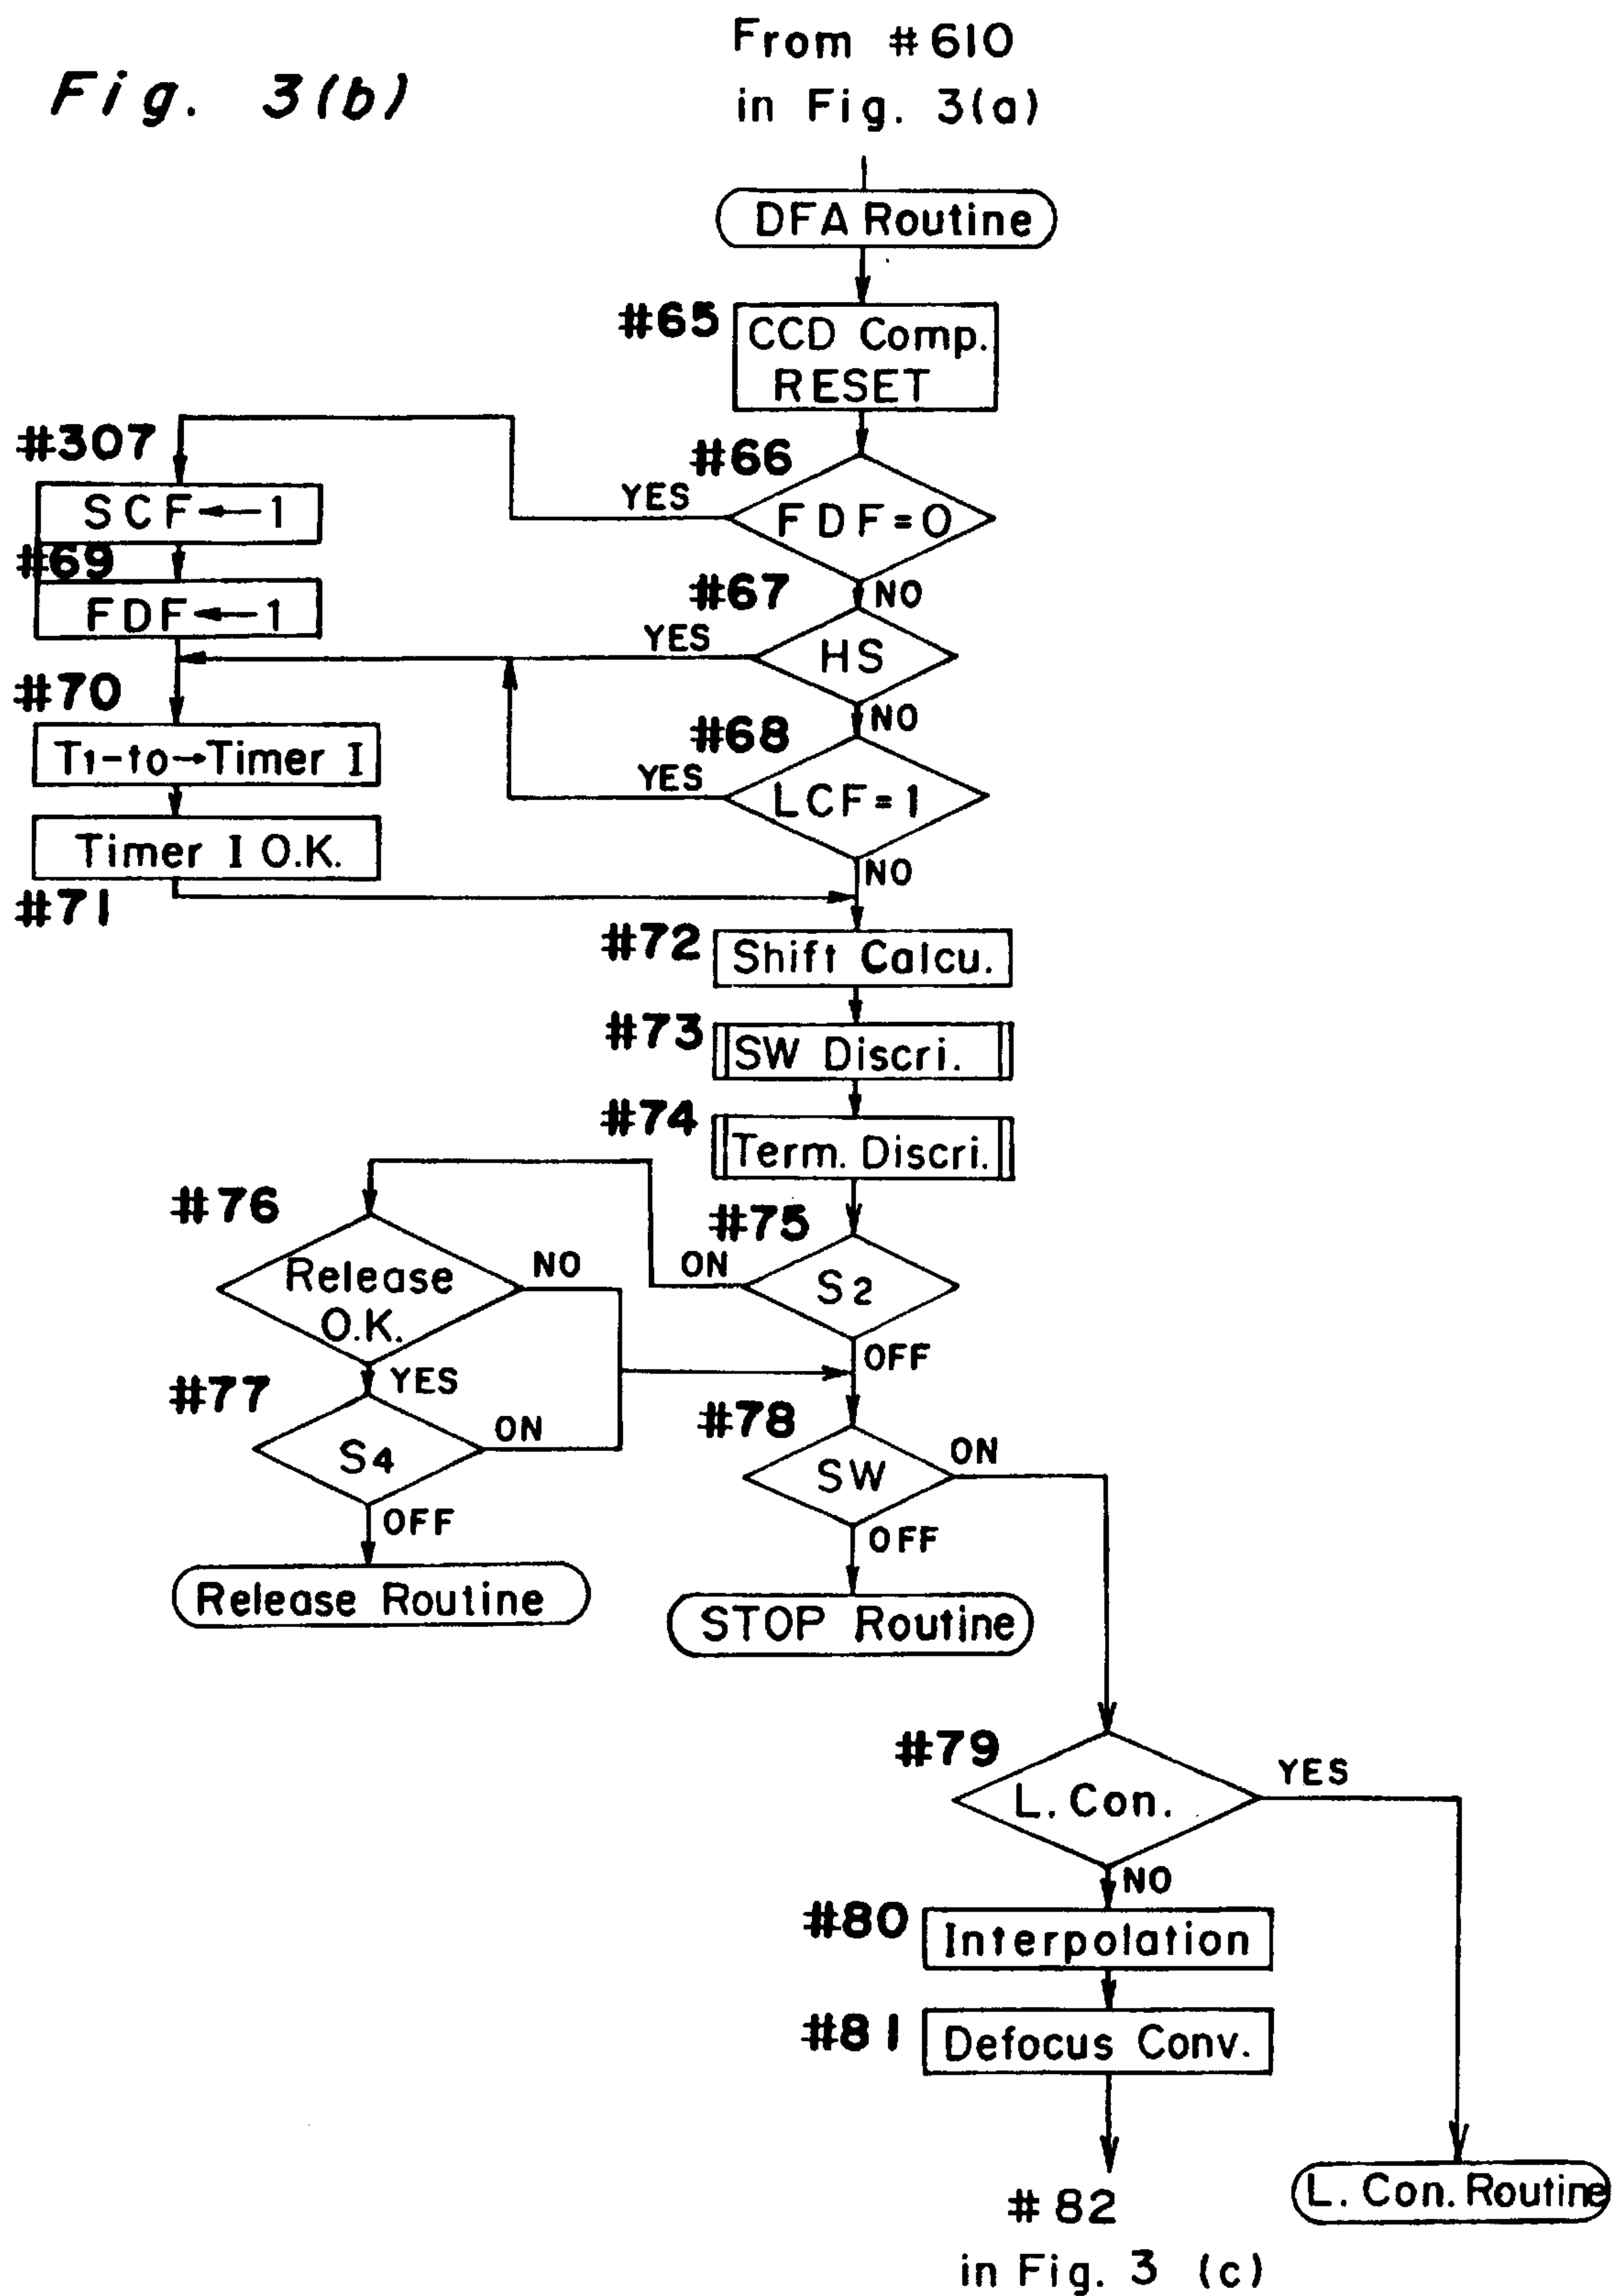 Fig. 3(b)
From #610
in Fig. 3(a)
DFA Routine
#65
CCD Comp.
RESET
#66
FDF=0
YES
NO
#307
SCF←1
#69
FDF←1
#67
HS
YES
NO
#68
LCF=1
YES
NO
#70
T1-to→Timer I
Timer I O.K.
#71
#72
Shift Calcu.
#73
SW Discri.
#74
Term. Discri.
#75
S2
ON
OFF
#76
Release
O.K.
NO
YES
#77
S4
ON
OFF
Release Routine
#78
SW
ON
OFF
STOP Routine
#79
L. Con.
YES
NO
#80
Interpolation
#81
Defocus Conv.
L. Con. Routine
#82
in Fig. 3 (c)